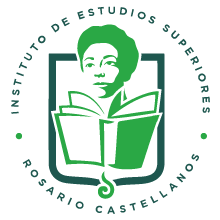 INSTITUTO DE ESTUDIOS SUPERIORES
ROSARIO CASTELLANOS